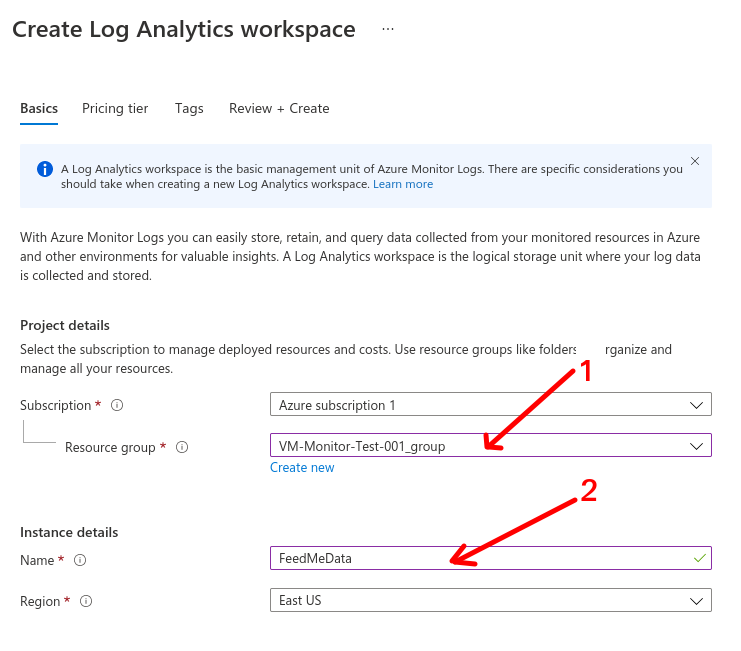 Create Log Analytics workspace ...
Basics Pricing tier Tags Review + Create
A Log Analytics workspace is the basic management unit of Azure Monitor Logs. There are specific considerations you
should take when creating a new Log Analytics workspace. Learn more
With Azure Monitor Logs you can easily store, retain, and query data collected from your monitored resources in Azure
and other environments for valuable insights. A Log Analytics workspace is the logical storage unit where your log data
is collected and stored.
Project details
Select the subscription to manage deployed resources and costs. Use resource groups like folders rganize and
manage all your resources.
1
Subscription * Azure subscription 1
Resource group * VM-Monitor-Test-001_group
Create new
2
Instance details
Name * FeedMeData
Region * East US